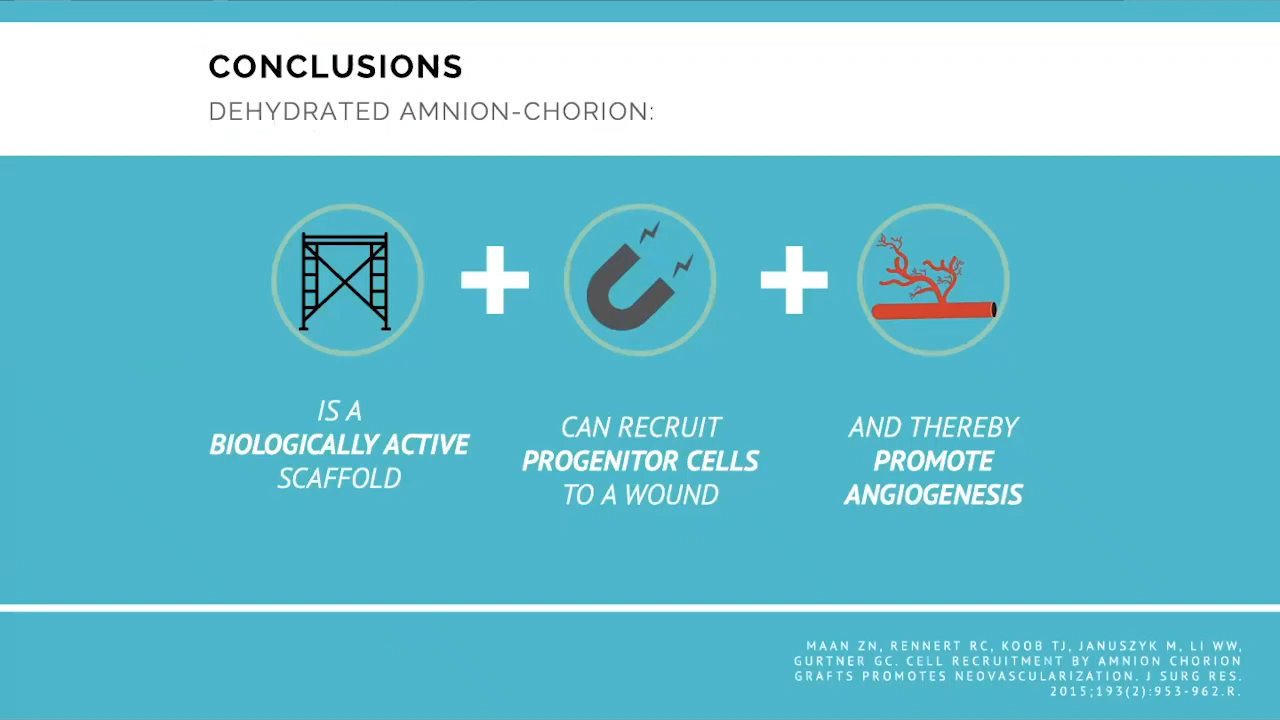 CONCLUSIONS
DEHYDRATED AMNION-CHORION:
IS A
BIOLOGICALLY ACTIVE
SCAFFOLD
CAN RECRUIT
PROGENITOR CELLS
TO A WOUND
AND THEREBY
PROMOTE
ANGIOGENESIS
MAAN ZN, RENNERT RC, KOOB TJ, JANUSZYK M, LI WW,
GURTNER GC. CELL RECRUITMENT BY AMNION CHORION
GRAFTS PROMOTES NEOVASCULARIZATION. J SURG RES.
2015;193(2):953-962.R.